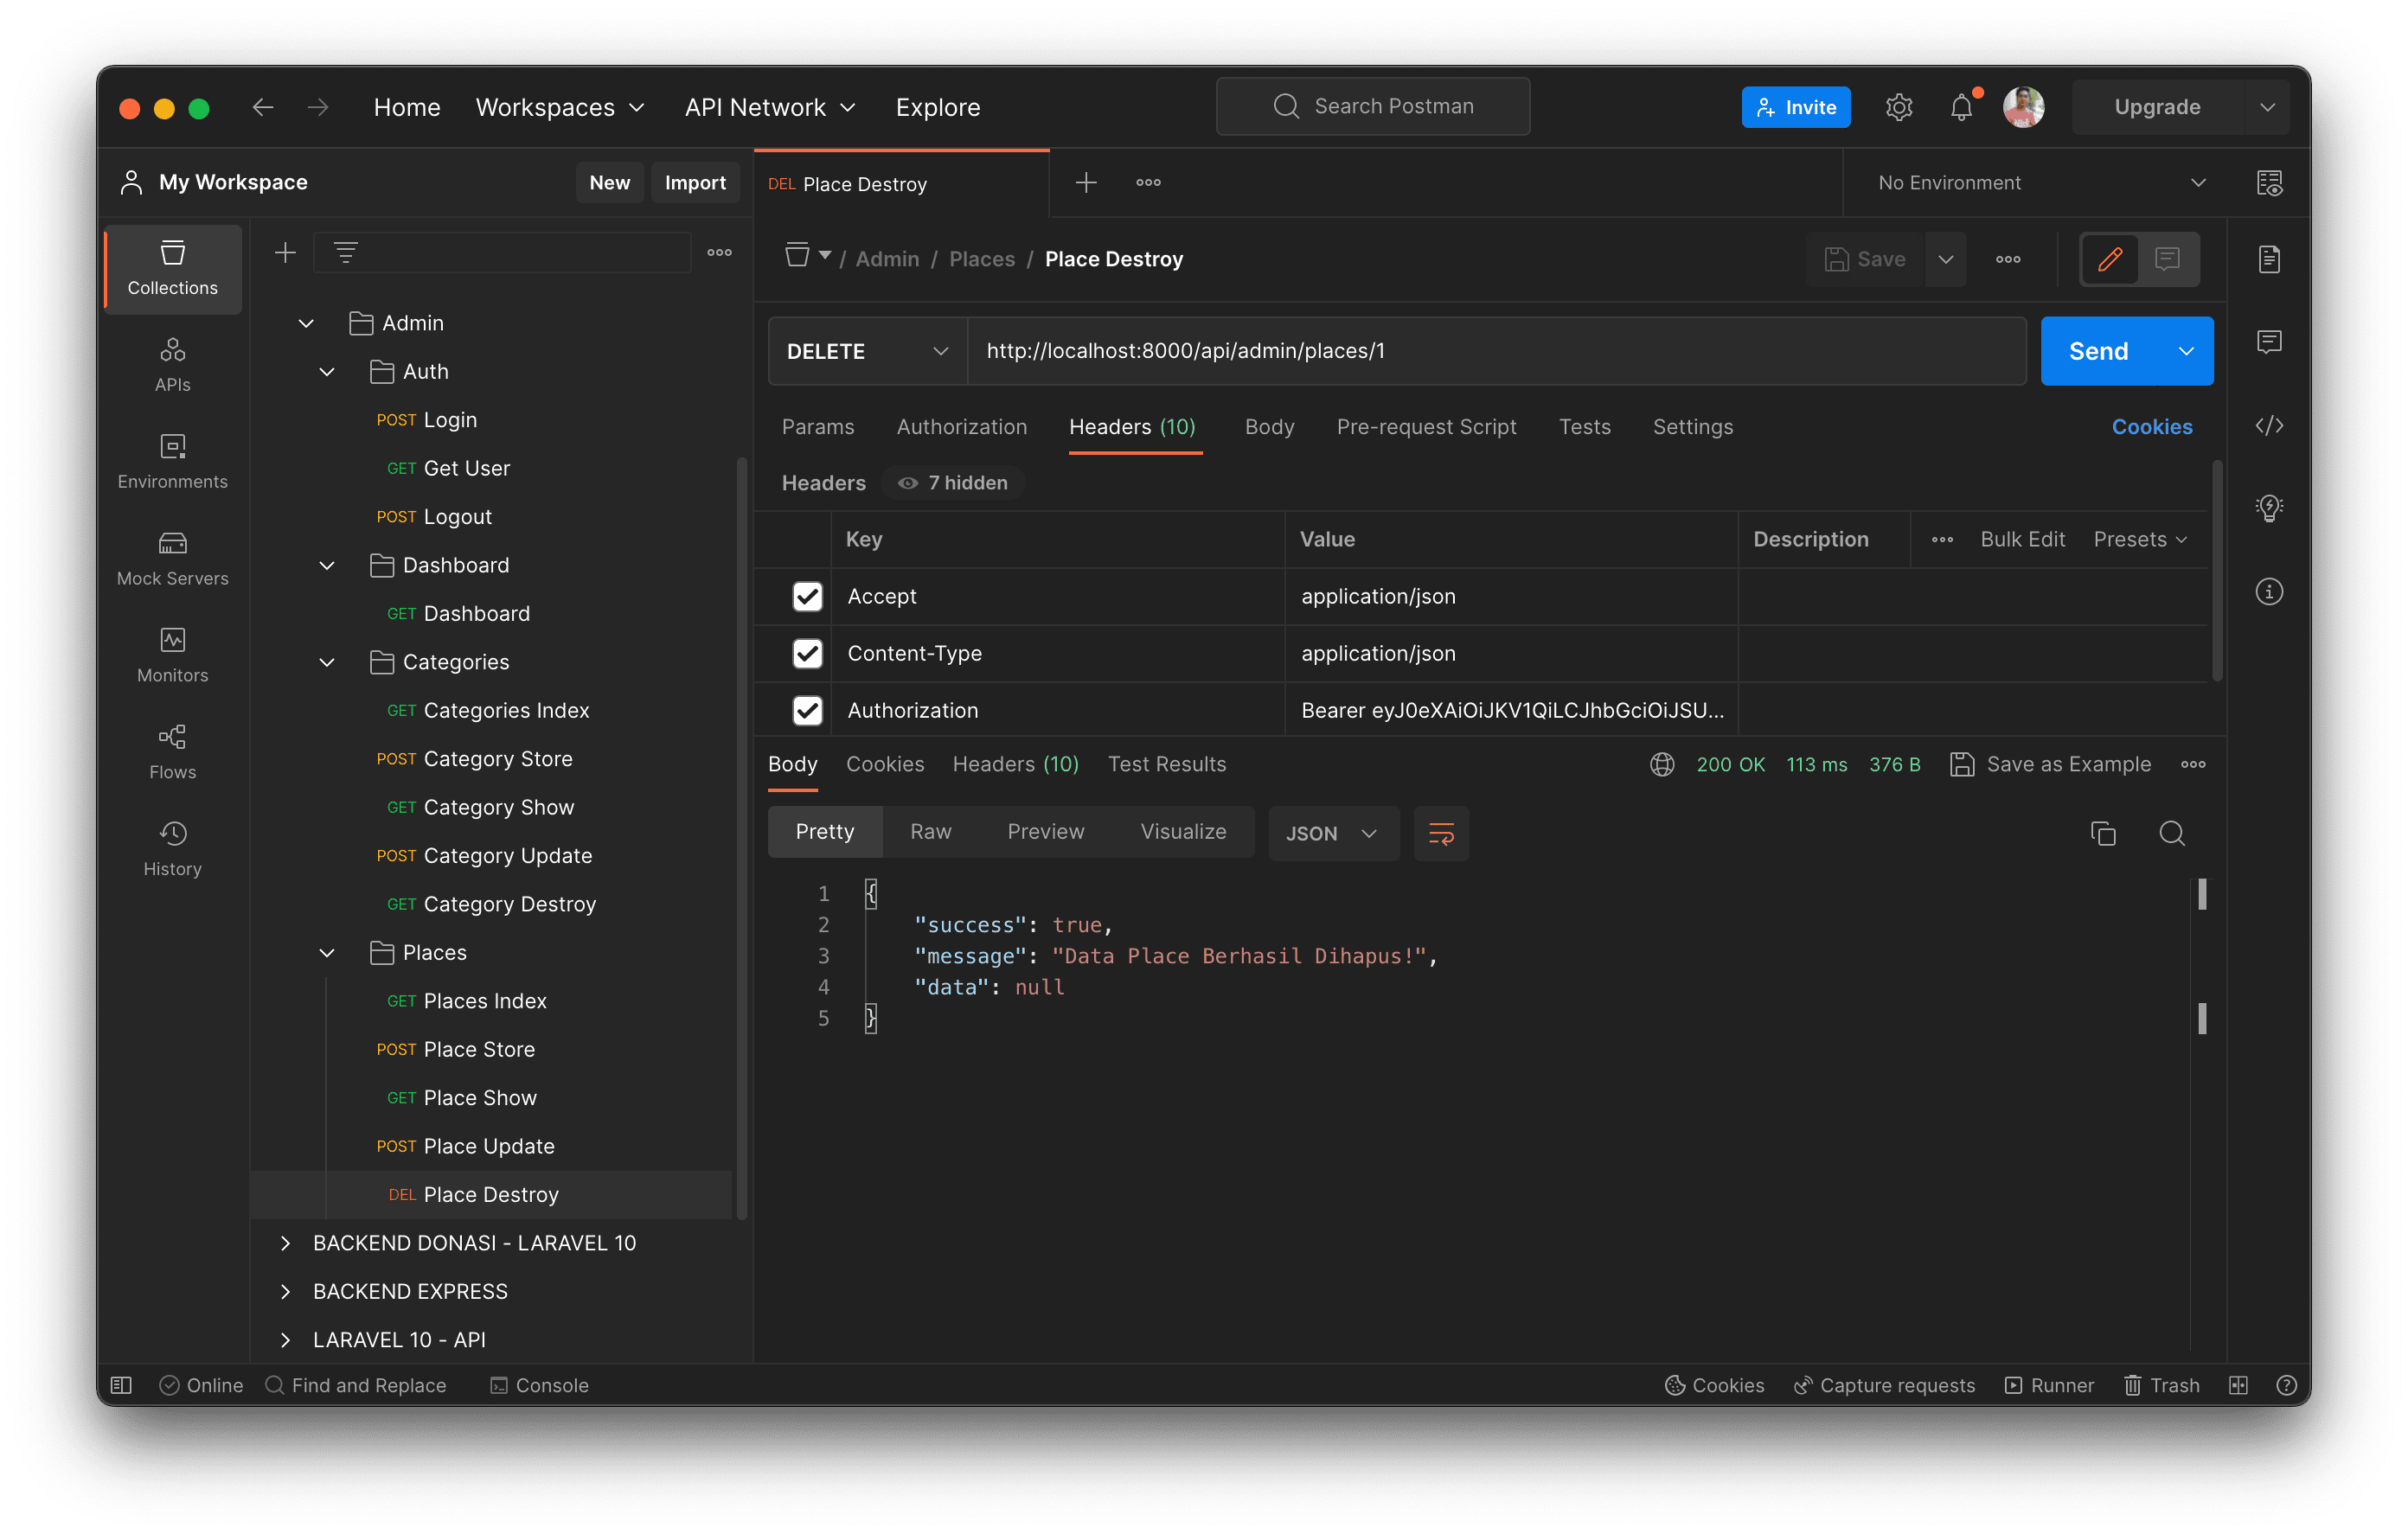 Home Workspaces API Network Explore Search Postman Invite Upgrade
My Workspace New Import
DEL Place Destroy
No Environment
Collections
APIs
Environments
Mock Servers
Monitors
Flows
History
Admin
Auth
POST Login
GET Get User
POST Logout
Dashboard
GET Dashboard
Categories
GET Categories Index
POST Category Store
GET Category Show
POST Category Update
GET Category Destroy
Places
GET Places Index
POST Place Store
GET Place Show
POST Place Update
DEL Place Destroy
BACKEND DONASI - LARAVEL 10
BACKEND EXPRESS
LARAVEL 10 - API
/ Admin / Places / Place Destroy
Save
DELETE http://localhost:8000/api/admin/places/1 Send
Params Authorization Headers (10) Body Pre-request Script Tests Settings Cookies
Headers 7 hidden
Key Value Description Bulk Edit Presets
Accept application/json
Content-Type application/json
Authorization Bearer eyJ0eXAiOiJKV1QiLCJhbGciOiJSU...
Body Cookies Headers (10) Test Results 200 OK 113 ms 376 B Save as Example
Pretty Raw Preview Visualize JSON
1 {
2 "success": true,
3 "message": "Data Place Berhasil Dihapus!",
4 "data": null
5 }
Online Find and Replace Console Cookies Capture requests Runner Trash